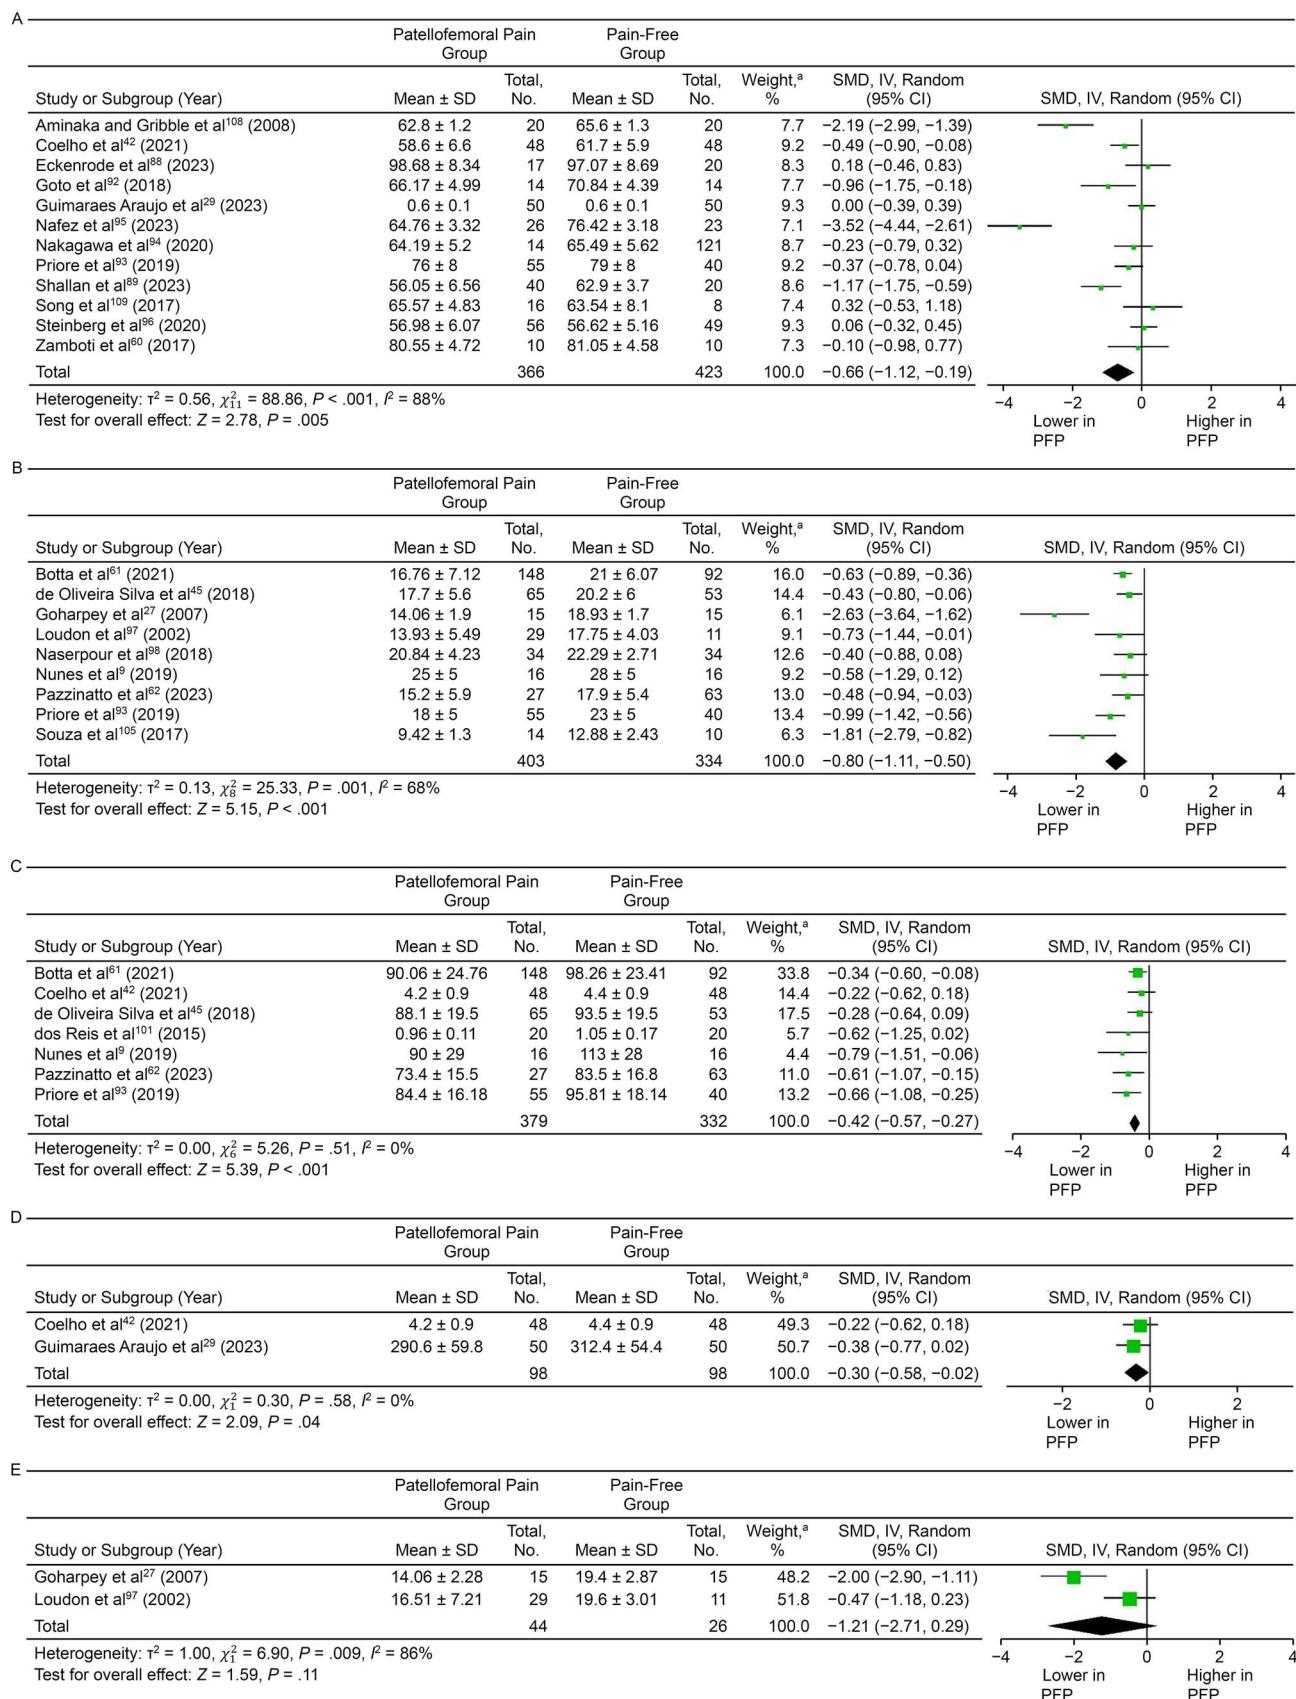 A
Patellofemoral Pain Group Pain-Free Group
Study or Subgroup (Year) Mean ± SD Total, No. Mean ± SD Total, No. Weight,ᵃ % SMD, IV, Random (95% CI) SMD, IV, Random (95% CI)
Aminaka and Gribble et al¹⁰⁸ (2008) 62.8 ± 1.2 20 65.6 ± 1.3 20 7.7 −2.19 (−2.99, −1.39)
Coelho et al⁴² (2021) 58.6 ± 6.6 48 61.7 ± 5.9 48 9.2 −0.49 (−0.90, −0.08)
Eckenrode et al⁸⁸ (2023) 98.68 ± 8.34 17 97.07 ± 8.69 20 8.3 0.18 (−0.46, 0.83)
Goto et al⁹² (2018) 66.17 ± 4.99 14 70.84 ± 4.39 14 7.7 −0.96 (−1.75, −0.18)
Guimaraes Araujo et al²⁹ (2023) 0.6 ± 0.1 50 0.6 ± 0.1 50 9.3 0.00 (−0.39, 0.39)
Nafez et al⁹⁵ (2023) 64.76 ± 3.32 26 76.42 ± 3.18 23 7.1 −3.52 (−4.44, −2.61)
Nakagawa et al⁹⁴ (2020) 64.19 ± 5.2 14 65.49 ± 5.62 121 8.7 −0.23 (−0.79, 0.32)
Priore et al⁹³ (2019) 76 ± 8 55 79 ± 8 40 9.2 −0.37 (−0.78, 0.04)
Shallan et al⁸⁹ (2023) 56.05 ± 6.56 40 62.9 ± 3.7 20 8.6 −1.17 (−1.75, −0.59)
Song et al¹⁰⁹ (2017) 65.57 ± 4.83 16 63.54 ± 8.1 8 7.4 0.32 (−0.53, 1.18)
Steinberg et al⁹⁶ (2020) 56.98 ± 6.07 56 56.62 ± 5.16 49 9.3 0.06 (−0.32, 0.45)
Zamboti et al⁶⁰ (2017) 80.55 ± 4.72 10 81.05 ± 4.58 10 7.3 −0.10 (−0.98, 0.77)
Total 366 423 100.0 −0.66 (−1.12, −0.19)
Heterogeneity: τ² = 0.56, χ²₁₁ = 88.86, P < .001, I² = 88%
Test for overall effect: Z = 2.78, P = .005
−4 −2 0 2 4
Lower in PFP Higher in PFP
B
Patellofemoral Pain Group Pain-Free Group
Study or Subgroup (Year) Mean ± SD Total, No. Mean ± SD Total, No. Weight,ᵃ % SMD, IV, Random (95% CI) SMD, IV, Random (95% CI)
Botta et al⁶¹ (2021) 16.76 ± 7.12 148 21 ± 6.07 92 16.0 −0.63 (−0.89, −0.36)
de Oliveira Silva et al⁴⁵ (2018) 17.7 ± 5.6 65 20.2 ± 6 53 14.4 −0.43 (−0.80, −0.06)
Goharpey et al²⁷ (2007) 14.06 ± 1.9 15 18.93 ± 1.7 15 6.1 −2.63 (−3.64, −1.62)
Loudon et al⁹⁷ (2002) 13.93 ± 5.49 29 17.75 ± 4.03 11 9.1 −0.73 (−1.44, −0.01)
Naserpour et al⁹⁸ (2018) 20.84 ± 4.23 34 22.29 ± 2.71 34 12.6 −0.40 (−0.88, 0.08)
Nunes et al⁹ (2019) 25 ± 5 16 28 ± 5 16 9.2 −0.58 (−1.29, 0.12)
Pazzinatto et al⁶² (2023) 15.2 ± 5.9 27 17.9 ± 5.4 63 13.0 −0.48 (−0.94, −0.03)
Priore et al⁹³ (2019) 18 ± 5 55 23 ± 5 40 13.4 −0.99 (−1.42, −0.56)
Souza et al¹⁰⁵ (2017) 9.42 ± 1.3 14 12.88 ± 2.43 10 6.3 −1.81 (−2.79, −0.82)
Total 403 334 100.0 −0.80 (−1.11, −0.50)
Heterogeneity: τ² = 0.13, χ²₈ = 25.33, P = .001, I² = 68%
Test for overall effect: Z = 5.15, P < .001
−4 −2 0 2 4
Lower in PFP Higher in PFP
C
Patellofemoral Pain Group Pain-Free Group
Study or Subgroup (Year) Mean ± SD Total, No. Mean ± SD Total, No. Weight,ᵃ % SMD, IV, Random (95% CI) SMD, IV, Random (95% CI)
Botta et al⁶¹ (2021) 90.06 ± 24.76 148 98.26 ± 23.41 92 33.8 −0.34 (−0.60, −0.08)
Coelho et al⁴² (2021) 4.2 ± 0.9 48 4.4 ± 0.9 48 14.4 −0.22 (−0.62, 0.18)
de Oliveira Silva et al⁴⁵ (2018) 88.1 ± 19.5 65 93.5 ± 19.5 53 17.5 −0.28 (−0.64, 0.09)
dos Reis et al¹⁰¹ (2015) 0.96 ± 0.11 20 1.05 ± 0.17 20 5.7 −0.62 (−1.25, 0.02)
Nunes et al⁹ (2019) 90 ± 29 16 113 ± 28 16 4.4 −0.79 (−1.51, −0.06)
Pazzinatto et al⁶² (2023) 73.4 ± 15.5 27 83.5 ± 16.8 63 11.0 −0.61 (−1.07, −0.15)
Priore et al⁹³ (2019) 84.4 ± 16.18 55 95.81 ± 18.14 40 13.2 −0.66 (−1.08, −0.25)
Total 379 332 100.0 −0.42 (−0.57, −0.27)
Heterogeneity: τ² = 0.00, χ²₆ = 5.26, P = .51, I² = 0%
Test for overall effect: Z = 5.39, P < .001
−4 −2 0 2 4
Lower in PFP Higher in PFP
D
Patellofemoral Pain Group Pain-Free Group
Study or Subgroup (Year) Mean ± SD Total, No. Mean ± SD Total, No. Weight,ᵃ % SMD, IV, Random (95% CI) SMD, IV, Random (95% CI)
Coelho et al⁴² (2021) 4.2 ± 0.9 48 4.4 ± 0.9 48 49.3 −0.22 (−0.62, 0.18)
Guimaraes Araujo et al²⁹ (2023) 290.6 ± 59.8 50 312.4 ± 54.4 50 50.7 −0.38 (−0.77, 0.02)
Total 98 98 100.0 −0.30 (−0.58, −0.02)
Heterogeneity: τ² = 0.00, χ²₁ = 0.30, P = .58, I² = 0%
Test for overall effect: Z = 2.09, P = .04
−2 0 2
Lower in PFP Higher in PFP
E
Patellofemoral Pain Group Pain-Free Group
Study or Subgroup (Year) Mean ± SD Total, No. Mean ± SD Total, No. Weight,ᵃ % SMD, IV, Random (95% CI) SMD, IV, Random (95% CI)
Goharpey et al²⁷ (2007) 14.06 ± 2.28 15 19.4 ± 2.87 15 48.2 −2.00 (−2.90, −1.11)
Loudon et al⁹⁷ (2002) 16.51 ± 7.21 29 19.6 ± 3.01 11 51.8 −0.47 (−1.18, 0.23)
Total 44 26 100.0 −1.21 (−2.71, 0.29)
Heterogeneity: τ² = 1.00, χ²₁ = 6.90, P = .009, I² = 86%
Test for overall effect: Z = 1.59, P = .11
−4 −2 0 2 4
Lower in PFP Higher in PFP